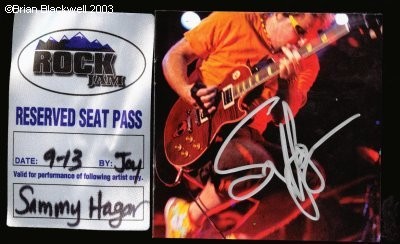 ©Brian Blackwell 2003
ROCK
JAM!
RESERVED SEAT PASS
DATE: 9-13 BY: Jay
Valid for performance of following artist only.
Sammy Hagar